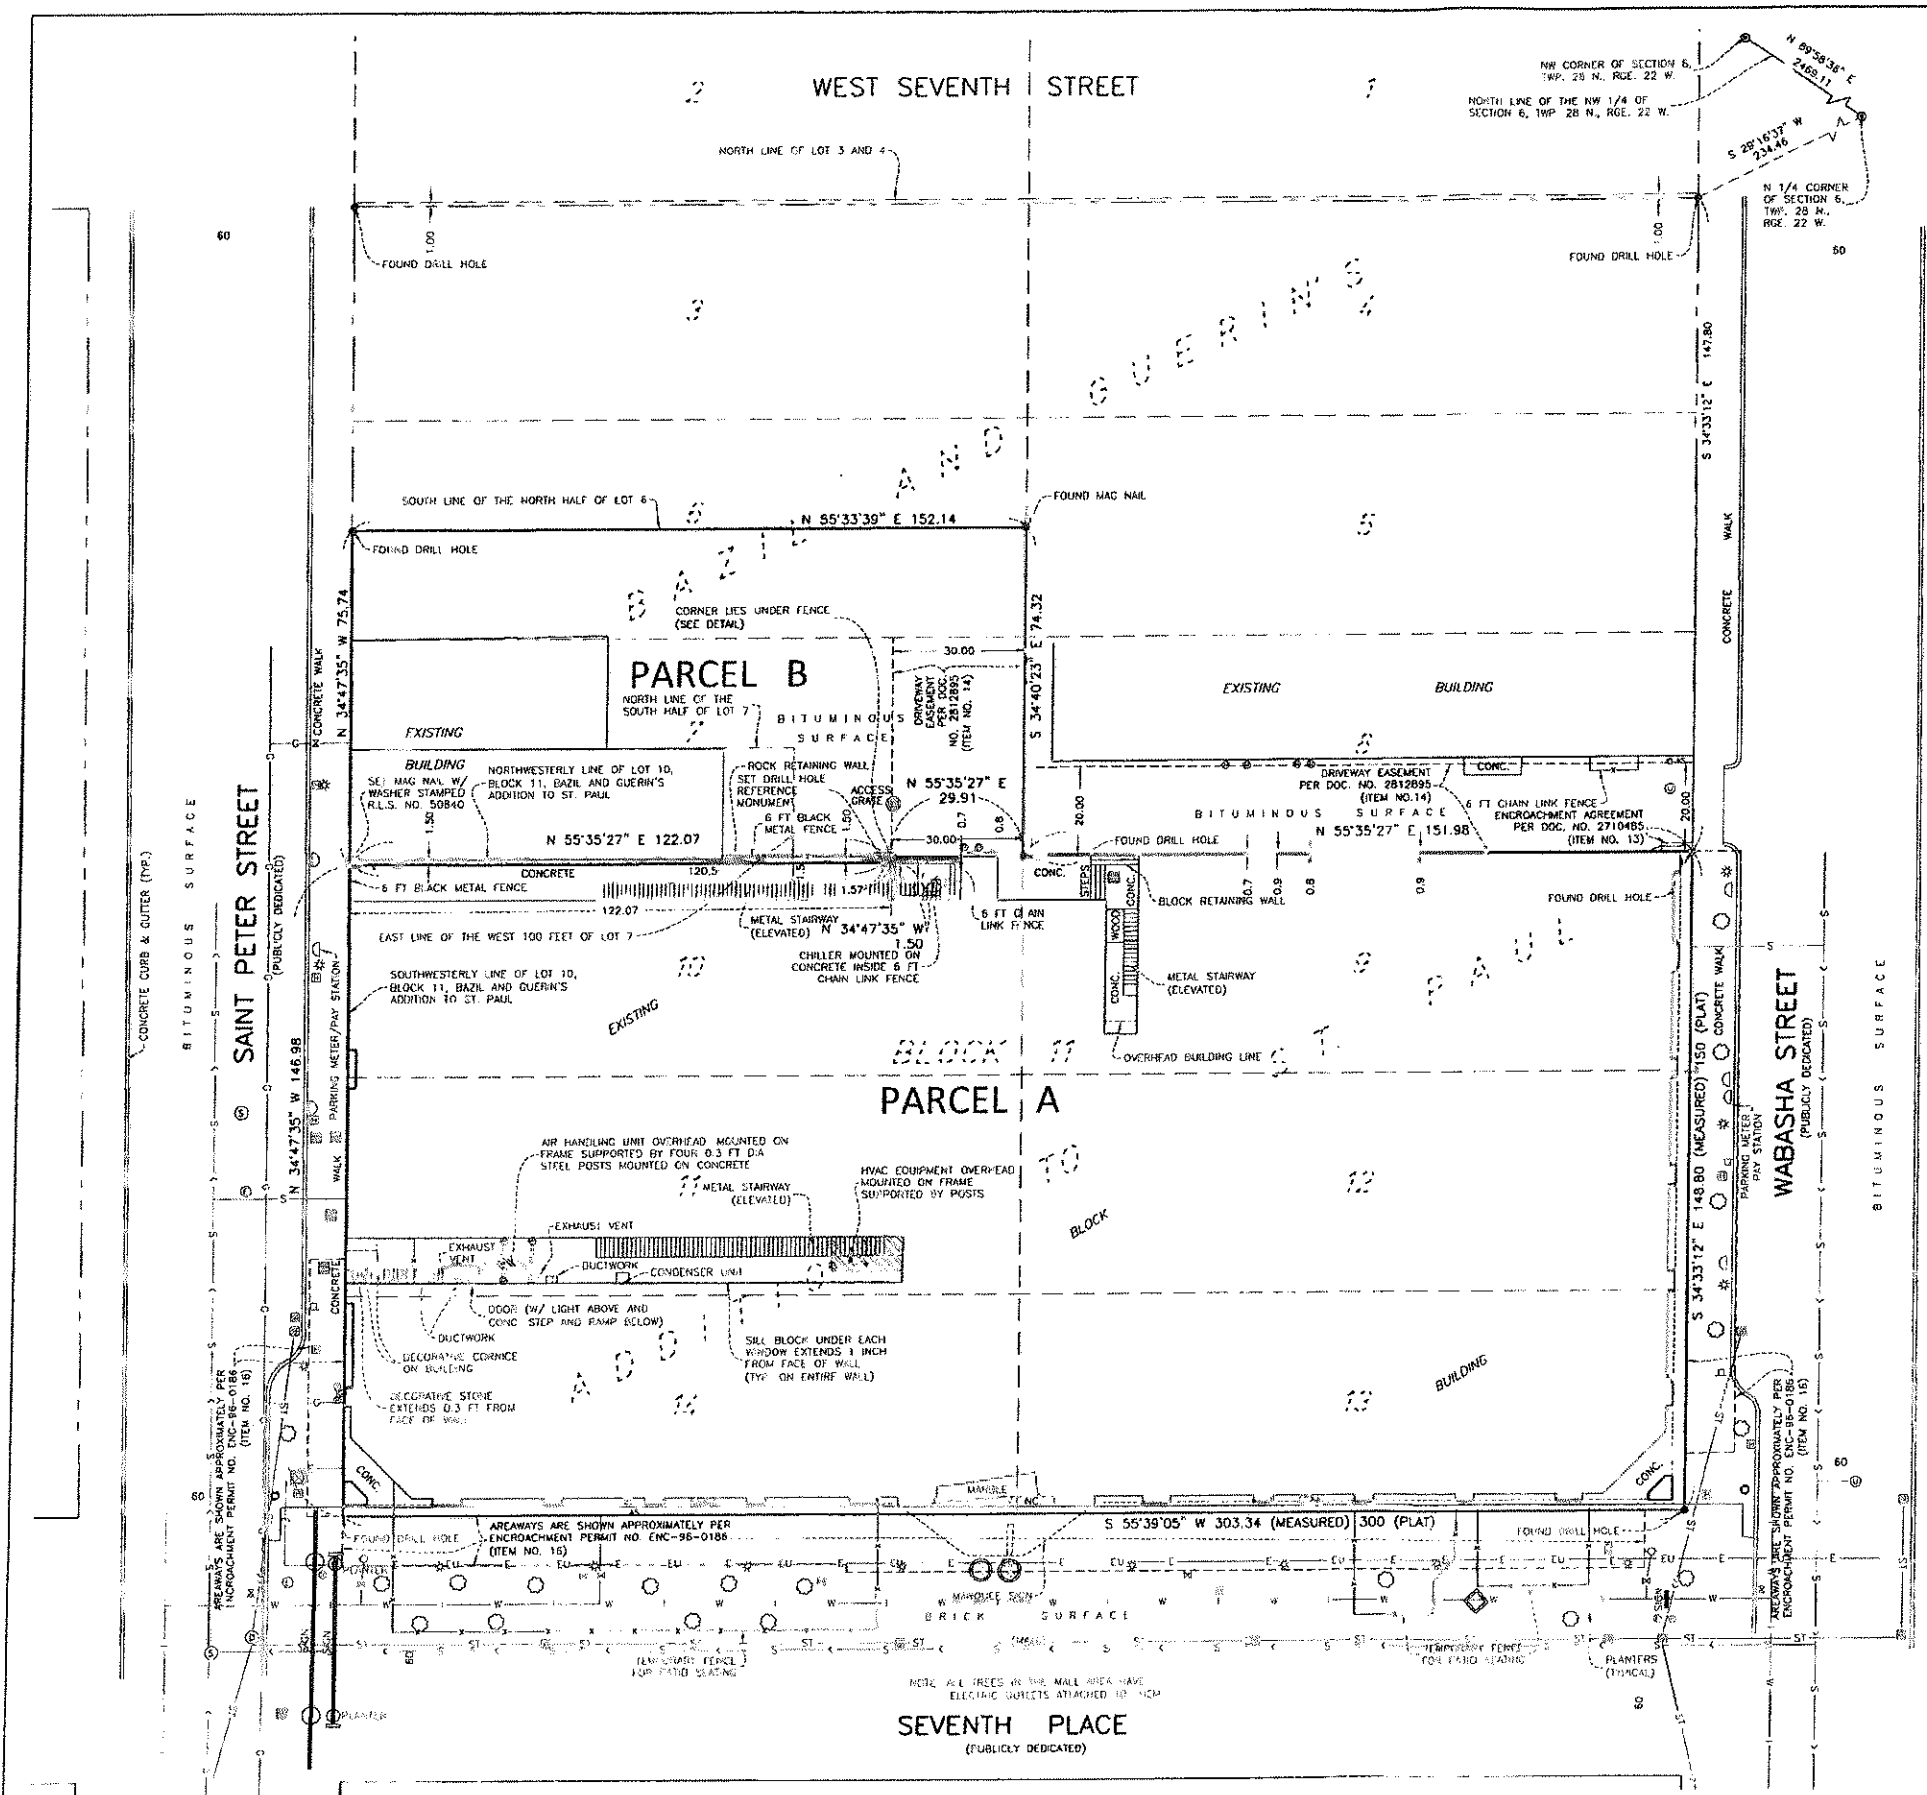 WEST SEVENTH STREET
2
1
NW CORNER OF SECTION 6,
TWP. 28 N., RGE. 22 W.
NORTH LINE OF THE NW 1/4 OF
SECTION 6, TWP 28 N., RGE. 22 W.
N 89°58'38" E
2469.11
S 29°16'37" W
234.46
N 1/4 CORNER
OF SECTION 6,
TWP. 28 N.,
RGE. 22 W.
NORTH LINE OF LOT 3 AND 4
60
1.00
FOUND DRILL HOLE
1.00
FOUND DRILL HOLE
60
3
4
BAZIL AND GUERIN'S
S 34°33'12" E 147.80
SOUTH LINE OF THE NORTH HALF OF LOT 6
6
N 55°33'39" E 152.14
FOUND MAG NAIL
5
FOUND DRILL HOLE
CONCRETE WALK
N 34°47'35" W 75.74
CORNER LIES UNDER FENCE
(SEE DETAIL)
S 34°40'23" E 74.32
30.00
PARCEL B
NORTH LINE OF THE
SOUTH HALF OF LOT 7
7
BITUMINOUS
SURFACE
DRIVEWAY
EASEMENT
PER DOC.
NO. 2812895
(ITEM NO. 14)
EXISTING BUILDING
CONCRETE WALK
EXISTING
BUILDING
8
SET MAG NAIL W/
WASHER STAMPED
R.L.S. NO. 50840
NORTHWESTERLY LINE OF LOT 10,
BLOCK 11, BAZIL AND GUERIN'S
ADDITION TO ST. PAUL
ROCK RETAINING WALL
SET DRILL HOLE
REFERENCE
MONUMENT
6 FT BLACK
METAL FENCE
ACCESS
GRATE
N 55°35'27" E
29.91
DRIVEWAY EASEMENT
PER DOC. NO. 2812895
(ITEM NO.14)
CONC.
6 FT CHAIN LINK FENCE
ENCROACHMENT AGREEMENT
PER DOC. NO. 2710485
(ITEM NO. 13)
BITUMINOUS SURFACE
N 55°35'27" E 151.98
20.00
20.00
1.50
N 55°35'27" E 122.07
1.50
30.00
0.7
0.8
FOUND DRILL HOLE
CONCRETE
120.5
1.57
CONC.
STEPS
CONC.
0.7
0.9
0.8
0.9
6 FT BLACK METAL FENCE
122.07
BLOCK RETAINING WALL
FOUND DRILL HOLE
EAST LINE OF THE WEST 100 FEET OF LOT 7
METAL STAIRWAY
(ELEVATED)
N 34°47'35" W
1.50
6 FT CHAIN
LINK FENCE
WOOD
CHILLER MOUNTED ON
CONCRETE INSIDE 6 FT
CHAIN LINK FENCE
10
9
SOUTHWESTERLY LINE OF LOT 10,
BLOCK 11, BAZIL AND GUERIN'S
ADDITION TO ST. PAUL
CONC.
METAL STAIRWAY
(ELEVATED)
EXISTING
BLOCK 11
OVERHEAD BUILDING LINE
PARCEL A
CONCRETE CURB & GUTTER (TYP.)
BITUMINOUS SURFACE
SAINT PETER STREET
(PUBLICLY DEDICATED)
N 34°47'35" W 146.98
PARKING METER/PAY STATION
WALK
CONCRETE
S 34°33'12" E 148.80 (MEASURED) 150 (PLAT)
CONCRETE WALK
PARKING METER
PAY STATION
WABASHA STREET
(PUBLICLY DEDICATED)
BITUMINOUS SURFACE
AIR HANDLING UNIT OVERHEAD MOUNTED ON
FRAME SUPPORTED BY FOUR 0.3 FT DIA
STEEL POSTS MOUNTED ON CONCRETE
11
METAL STAIRWAY
(ELEVATED)
HVAC EQUIPMENT OVERHEAD
MOUNTED ON FRAME
SUPPORTED BY POSTS
12
BLOCK
ADDITION TO ST. PAUL
EXHAUST VENT
EXHAUST
VENT
DUCTWORK
CONDENSER UNIT
DOOR (W/ LIGHT ABOVE AND
CONC STEP AND RAMP BELOW)
DUCTWORK
DECORATIVE CORNICE
ON BUILDING
SILL BLOCK UNDER EACH
WINDOW EXTENDS 1 INCH
FROM FACE OF WALL
(TYP ON ENTIRE WALL)
DECORATIVE STONE
EXTENDS 0.3 FT FROM
FACE OF WALL
14
13
BUILDING
AREAWAYS ARE SHOWN APPROXIMATELY PER
ENCROACHMENT PERMIT NO. ENC-96-0186
(ITEM NO. 16)
AREAWAYS ARE SHOWN APPROXIMATELY PER
ENCROACHMENT PERMIT NO. ENC-96-0186
(ITEM NO. 16)
60
60
CONC.
CONC.
FOUND DRILL HOLE
AREAWAYS ARE SHOWN APPROXIMATELY PER
ENCROACHMENT PERMIT NO. ENC-96-0186
(ITEM NO. 16)
S 55°39'05" W 303.34 (MEASURED) 300 (PLAT)
FOUND DRILL HOLE
PLANTER
MARQUEE SIGN
BRICK SURFACE
(MALL)
SIGN
SIGN
SIGN
60
TEMPORARY FENCE
FOR PATIO SEATING
TEMPORARY FENCE
FOR PATIO SEATING
PLANTERS
(TYPICAL)
NOTE ALL TREES IN THE MALL AREA HAVE
ELECTRIC OUTLETS ATTACHED TO THEM
PLANTER
60
SEVENTH PLACE
(PUBLICLY DEDICATED)